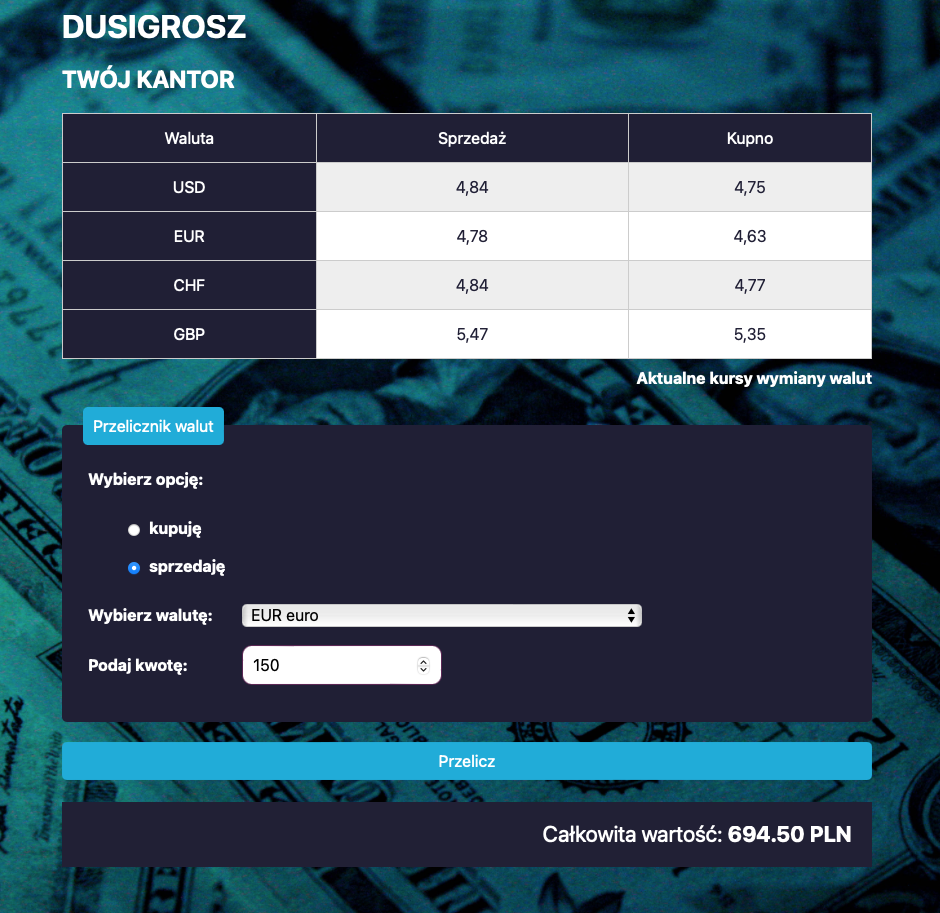 DUSIGROSZ
TWÓJ KANTOR
Waluta Sprzedaż Kupno
USD 4,84 4,75
EUR 4,78 4,63
CHF 4,84 4,77
GBP 5,47 5,35
Aktualne kursy wymiany walut
Przelicznik walut
Wybierz opcję:
kupuję
sprzedaję
Wybierz walutę: EUR euro
Podaj kwotę: 150
Przelicz
Całkowita wartość: 694.50 PLN